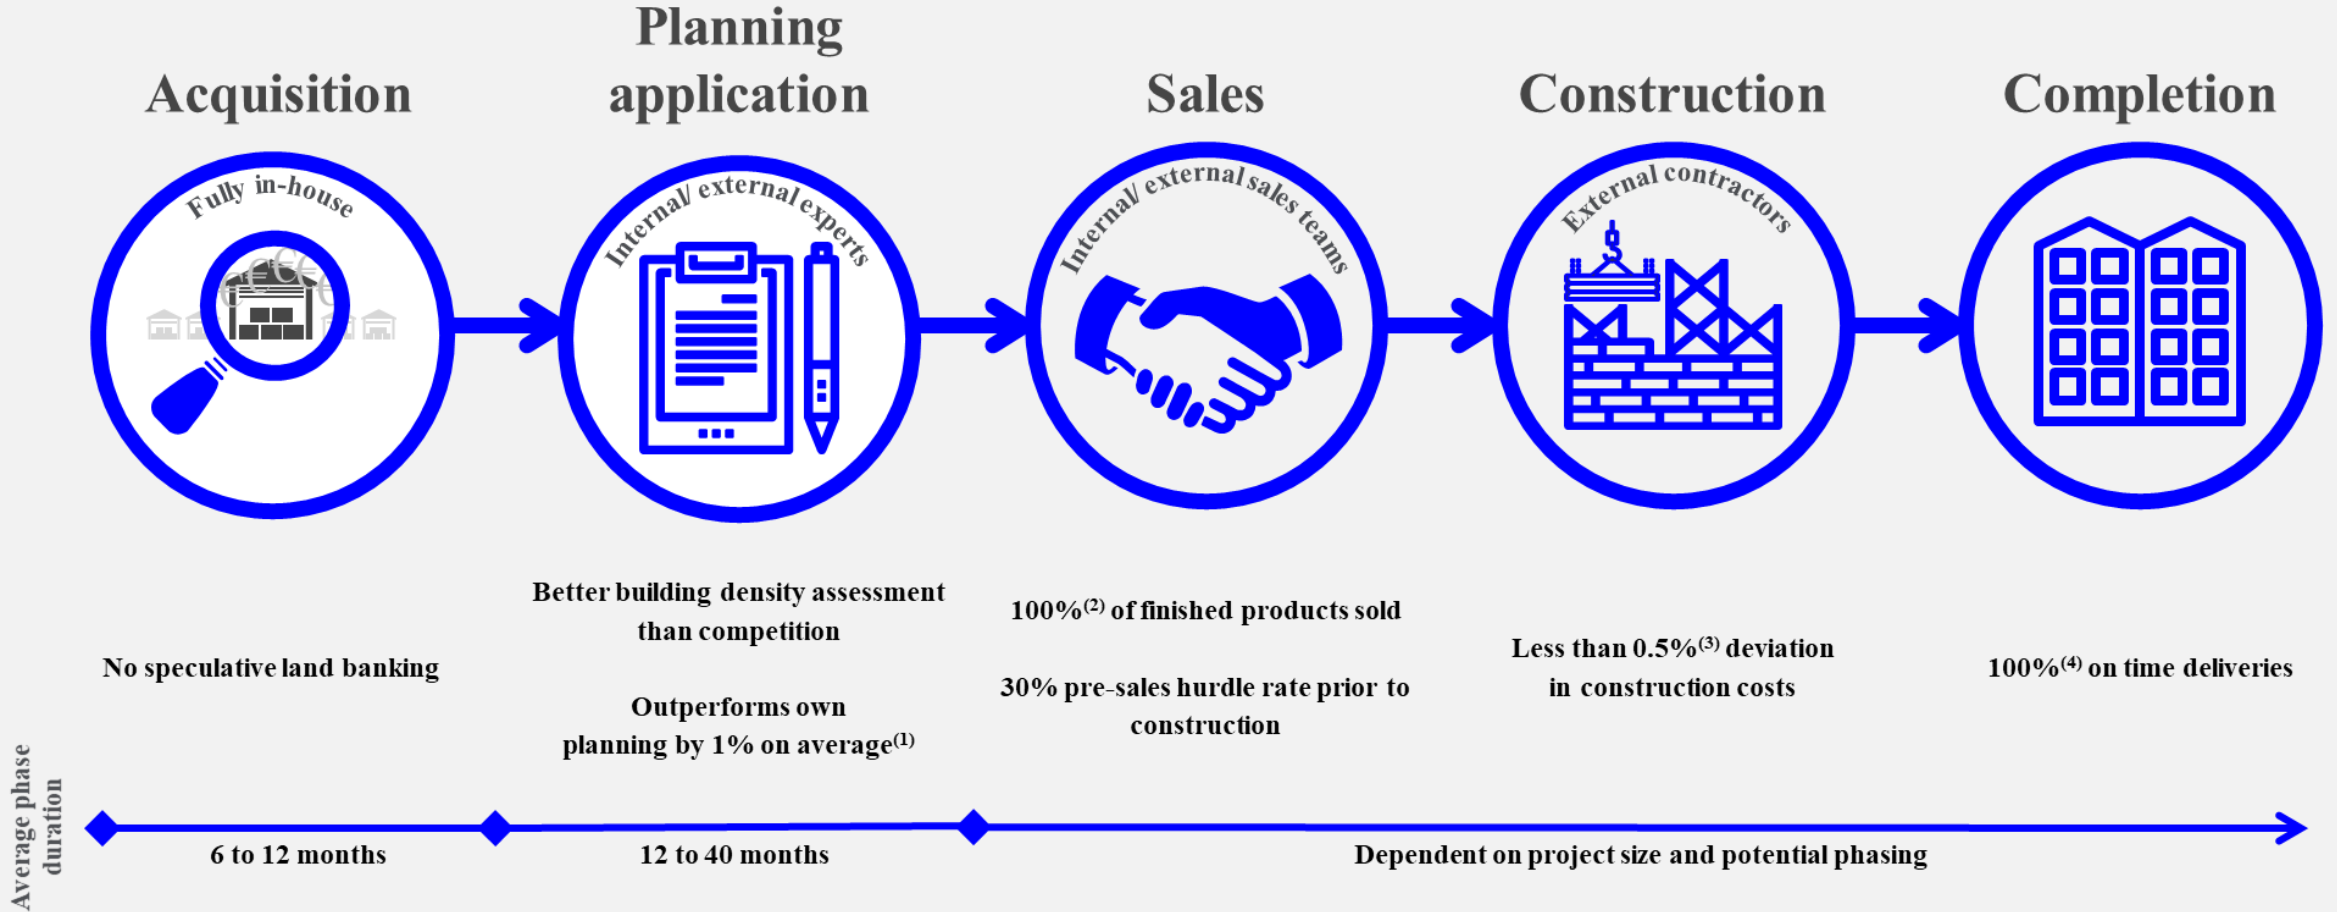 Acquisition
Planning
application
Sales
Construction
Completion
Fully in-house
Internal/ external experts
Internal/ external sales teams
External contractors
€€€€€
No speculative land banking
Better building density assessment
than competition
Outperforms own
planning by 1% on average(1)
100%(2) of finished products sold
30% pre-sales hurdle rate prior to
construction
Less than 0.5%(3) deviation
in construction costs
100%(4) on time deliveries
Average phase
duration
6 to 12 months
12 to 40 months
Dependent on project size and potential phasing